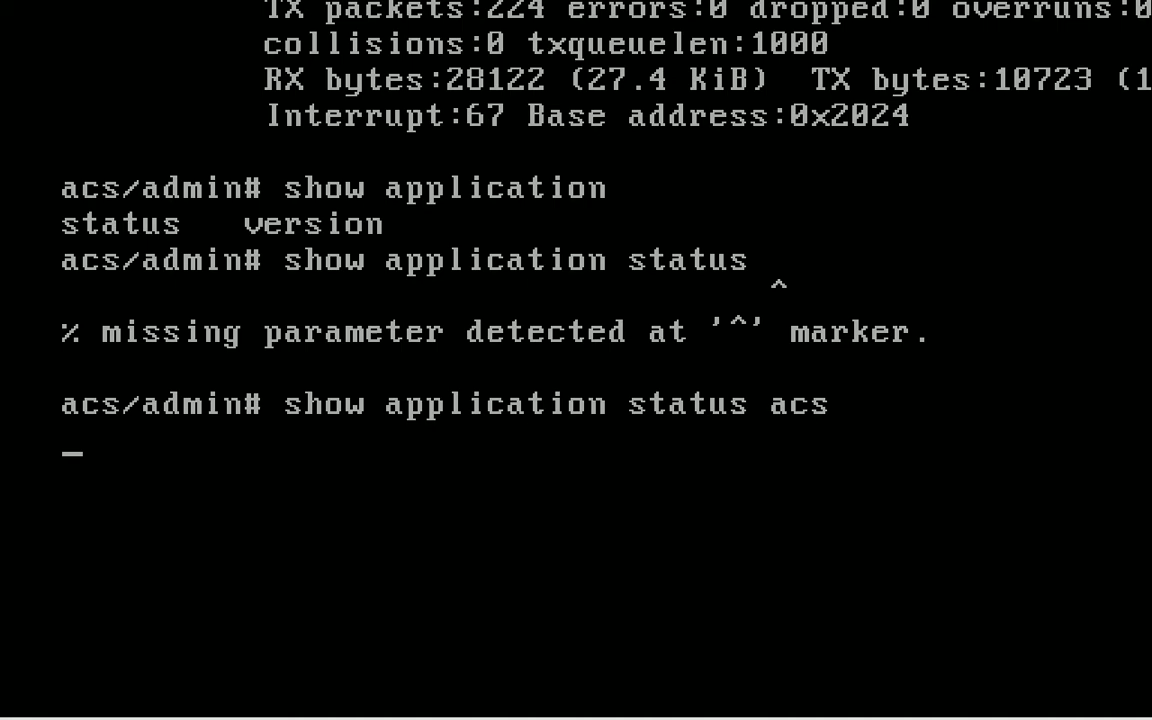 TX packets:224 errors:0 dropped:0 overruns:0
collisions:0 txqueuelen:1000
RX bytes:28122 (27.4 KiB)  TX bytes:10723 (1
Interrupt:67 Base address:0x2024
acs/admin# show application
status   version
acs/admin# show application status
^
% missing parameter detected at '^' marker.
acs/admin# show application status acs
_